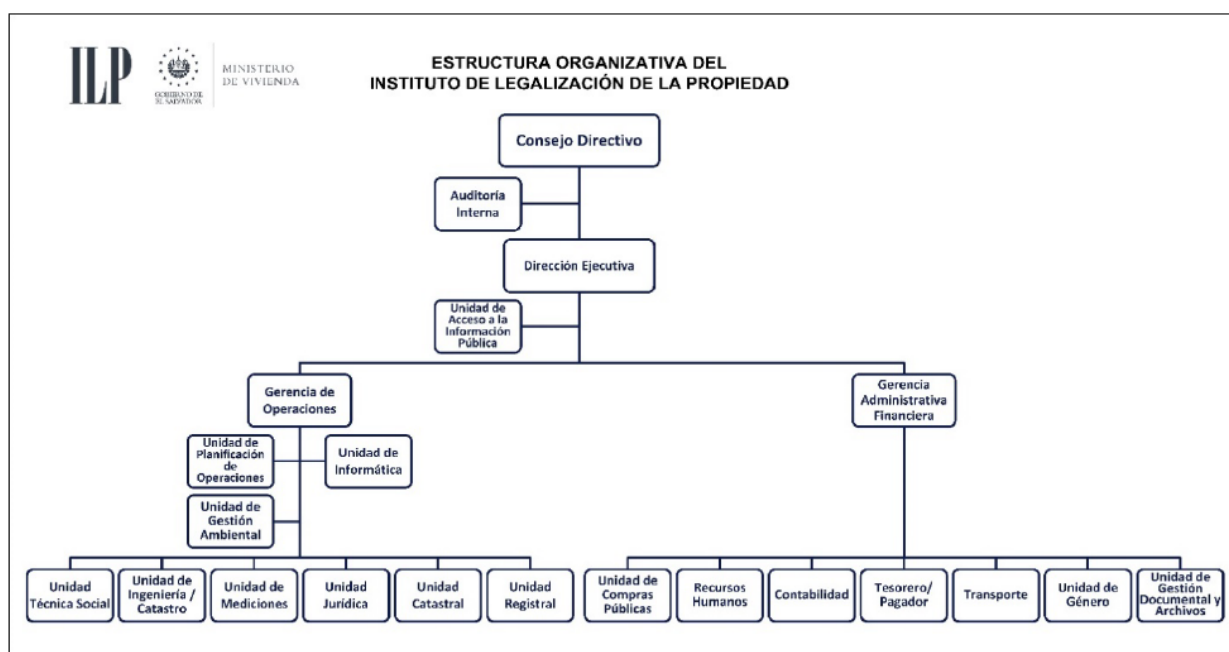 ILP
GOBIERNO DE
EL SALVADOR
MINISTERIO
DE VIVIENDA
ESTRUCTURA ORGANIZATIVA DEL
INSTITUTO DE LEGALIZACIÓN DE LA PROPIEDAD
Consejo Directivo
Auditoría
Interna
Dirección Ejecutiva
Unidad de
Acceso a la
Información
Pública
Gerencia de
Operaciones
Gerencia
Administrativa
Financiera
Unidad de
Planificación
de
Operaciones
Unidad de
Informática
Unidad de
Gestión
Ambiental
Unidad
Técnica Social
Unidad de
Ingeniería /
Catastro
Unidad de
Mediciones
Unidad
Jurídica
Unidad
Catastral
Unidad
Registral
Unidad de
Compras
Públicas
Recursos
Humanos
Contabilidad
Tesorero/
Pagador
Transporte
Unidad de
Género
Unidad de
Gestión
Documental y
Archivos